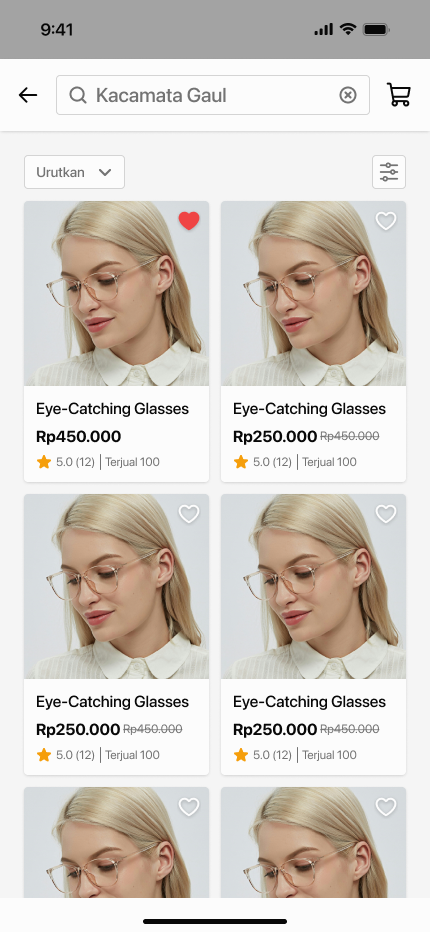 9:41
Kacamata Gaul
Urutkan
Eye-Catching Glasses
Rp450.000
5.0 (12) | Terjual 100
Eye-Catching Glasses
Rp250.000 Rp450.000
5.0 (12) | Terjual 100
Eye-Catching Glasses
Rp250.000 Rp450.000
5.0 (12) | Terjual 100
Eye-Catching Glasses
Rp250.000 Rp450.000
5.0 (12) | Terjual 100